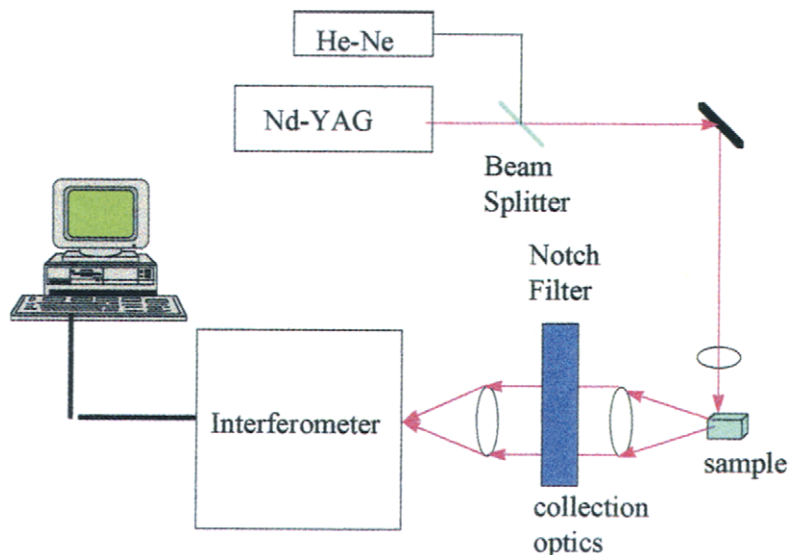 He-Ne
Nd-YAG
Beam
Splitter
Notch
Filter
Interferometer
sample
collection
optics